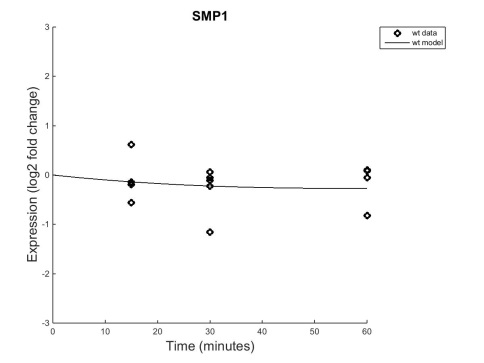 SMP1
wt data
wt model
Expression (log2 fold change)
3
2
1
0
-1
-2
-3
0
10
20
30
40
50
60
Time (minutes)